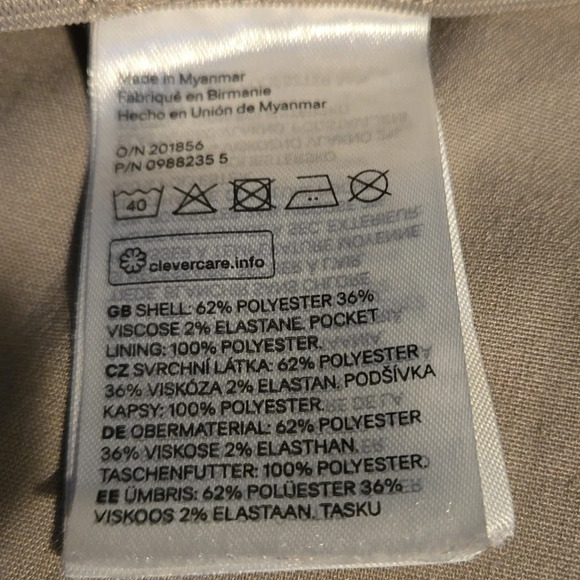 Made in Myanmar
Fabriqué en Birmanie
Hecho en Unión de Myanmar
O/N 201856
P/N 0988235 5
40
clevercare.info
GB SHELL: 62% POLYESTER 36%
VISCOSE 2% ELASTANE. POCKET
LINING: 100% POLYESTER.
CZ SVRCHNÍ LÁTKA: 62% POLYESTER
36% VISKÓZA 2% ELASTAN. PODŠÍVKA
KAPSY: 100% POLYESTER.
DE OBERMATERIAL: 62% POLYESTER
36% VISKOSE 2% ELASTHAN.
TASCHENFUTTER: 100% POLYESTER.
EE ÜMBRIS: 62% POLÜESTER 36%
VISKOOS 2% ELASTAAN. TASKU